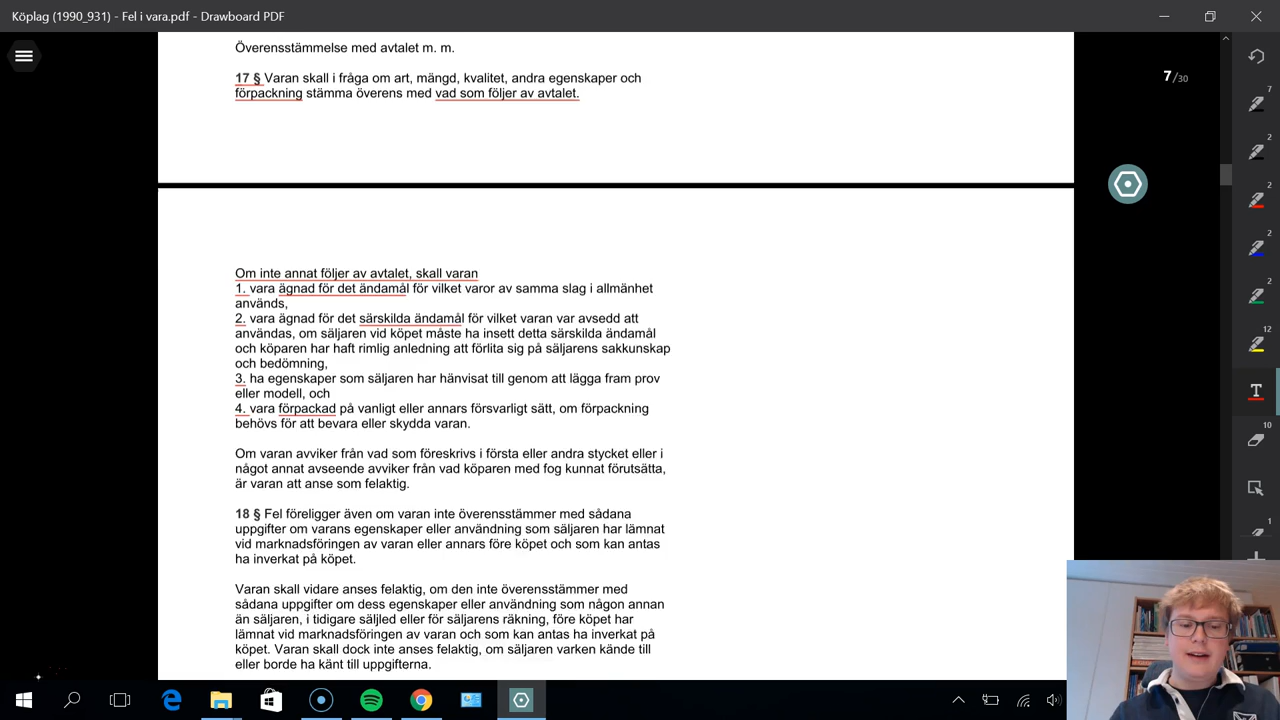 Köplag (1990_931) - Fel i vara.pdf - Drawboard PDF
Överensstämmelse med avtalet m. m.
17 § Varan skall i fråga om art, mängd, kvalitet, andra egenskaper och
förpackning stämma överens med vad som följer av avtalet.
7 /30
Om inte annat följer av avtalet, skall varan
1. vara ägnad för det ändamål för vilket varor av samma slag i allmänhet
används,
2. vara ägnad för det särskilda ändamål för vilket varan var avsedd att
användas, om säljaren vid köpet måste ha insett detta särskilda ändamål
och köparen har haft rimlig anledning att förlita sig på säljarens sakkunskap
och bedömning,
3. ha egenskaper som säljaren har hänvisat till genom att lägga fram prov
eller modell, och
4. vara förpackad på vanligt eller annars försvarligt sätt, om förpackning
behövs för att bevara eller skydda varan.
Om varan avviker från vad som föreskrivs i första eller andra stycket eller i
något annat avseende avviker från vad köparen med fog kunnat förutsätta,
är varan att anse som felaktig.
18 § Fel föreligger även om varan inte överensstämmer med sådana
uppgifter om varans egenskaper eller användning som säljaren har lämnat
vid marknadsföringen av varan eller annars före köpet och som kan antas
ha inverkat på köpet.
Varan skall vidare anses felaktig, om den inte överensstämmer med
sådana uppgifter om dess egenskaper eller användning som någon annan
än säljaren, i tidigare säljled eller för säljarens räkning, före köpet har
lämnat vid marknadsföringen av varan och som kan antas ha inverkat på
köpet. Varan skall dock inte anses felaktig, om säljaren varken kände till
eller borde ha känt till uppgifterna.
7
2
2
2
2
12
T
10
1